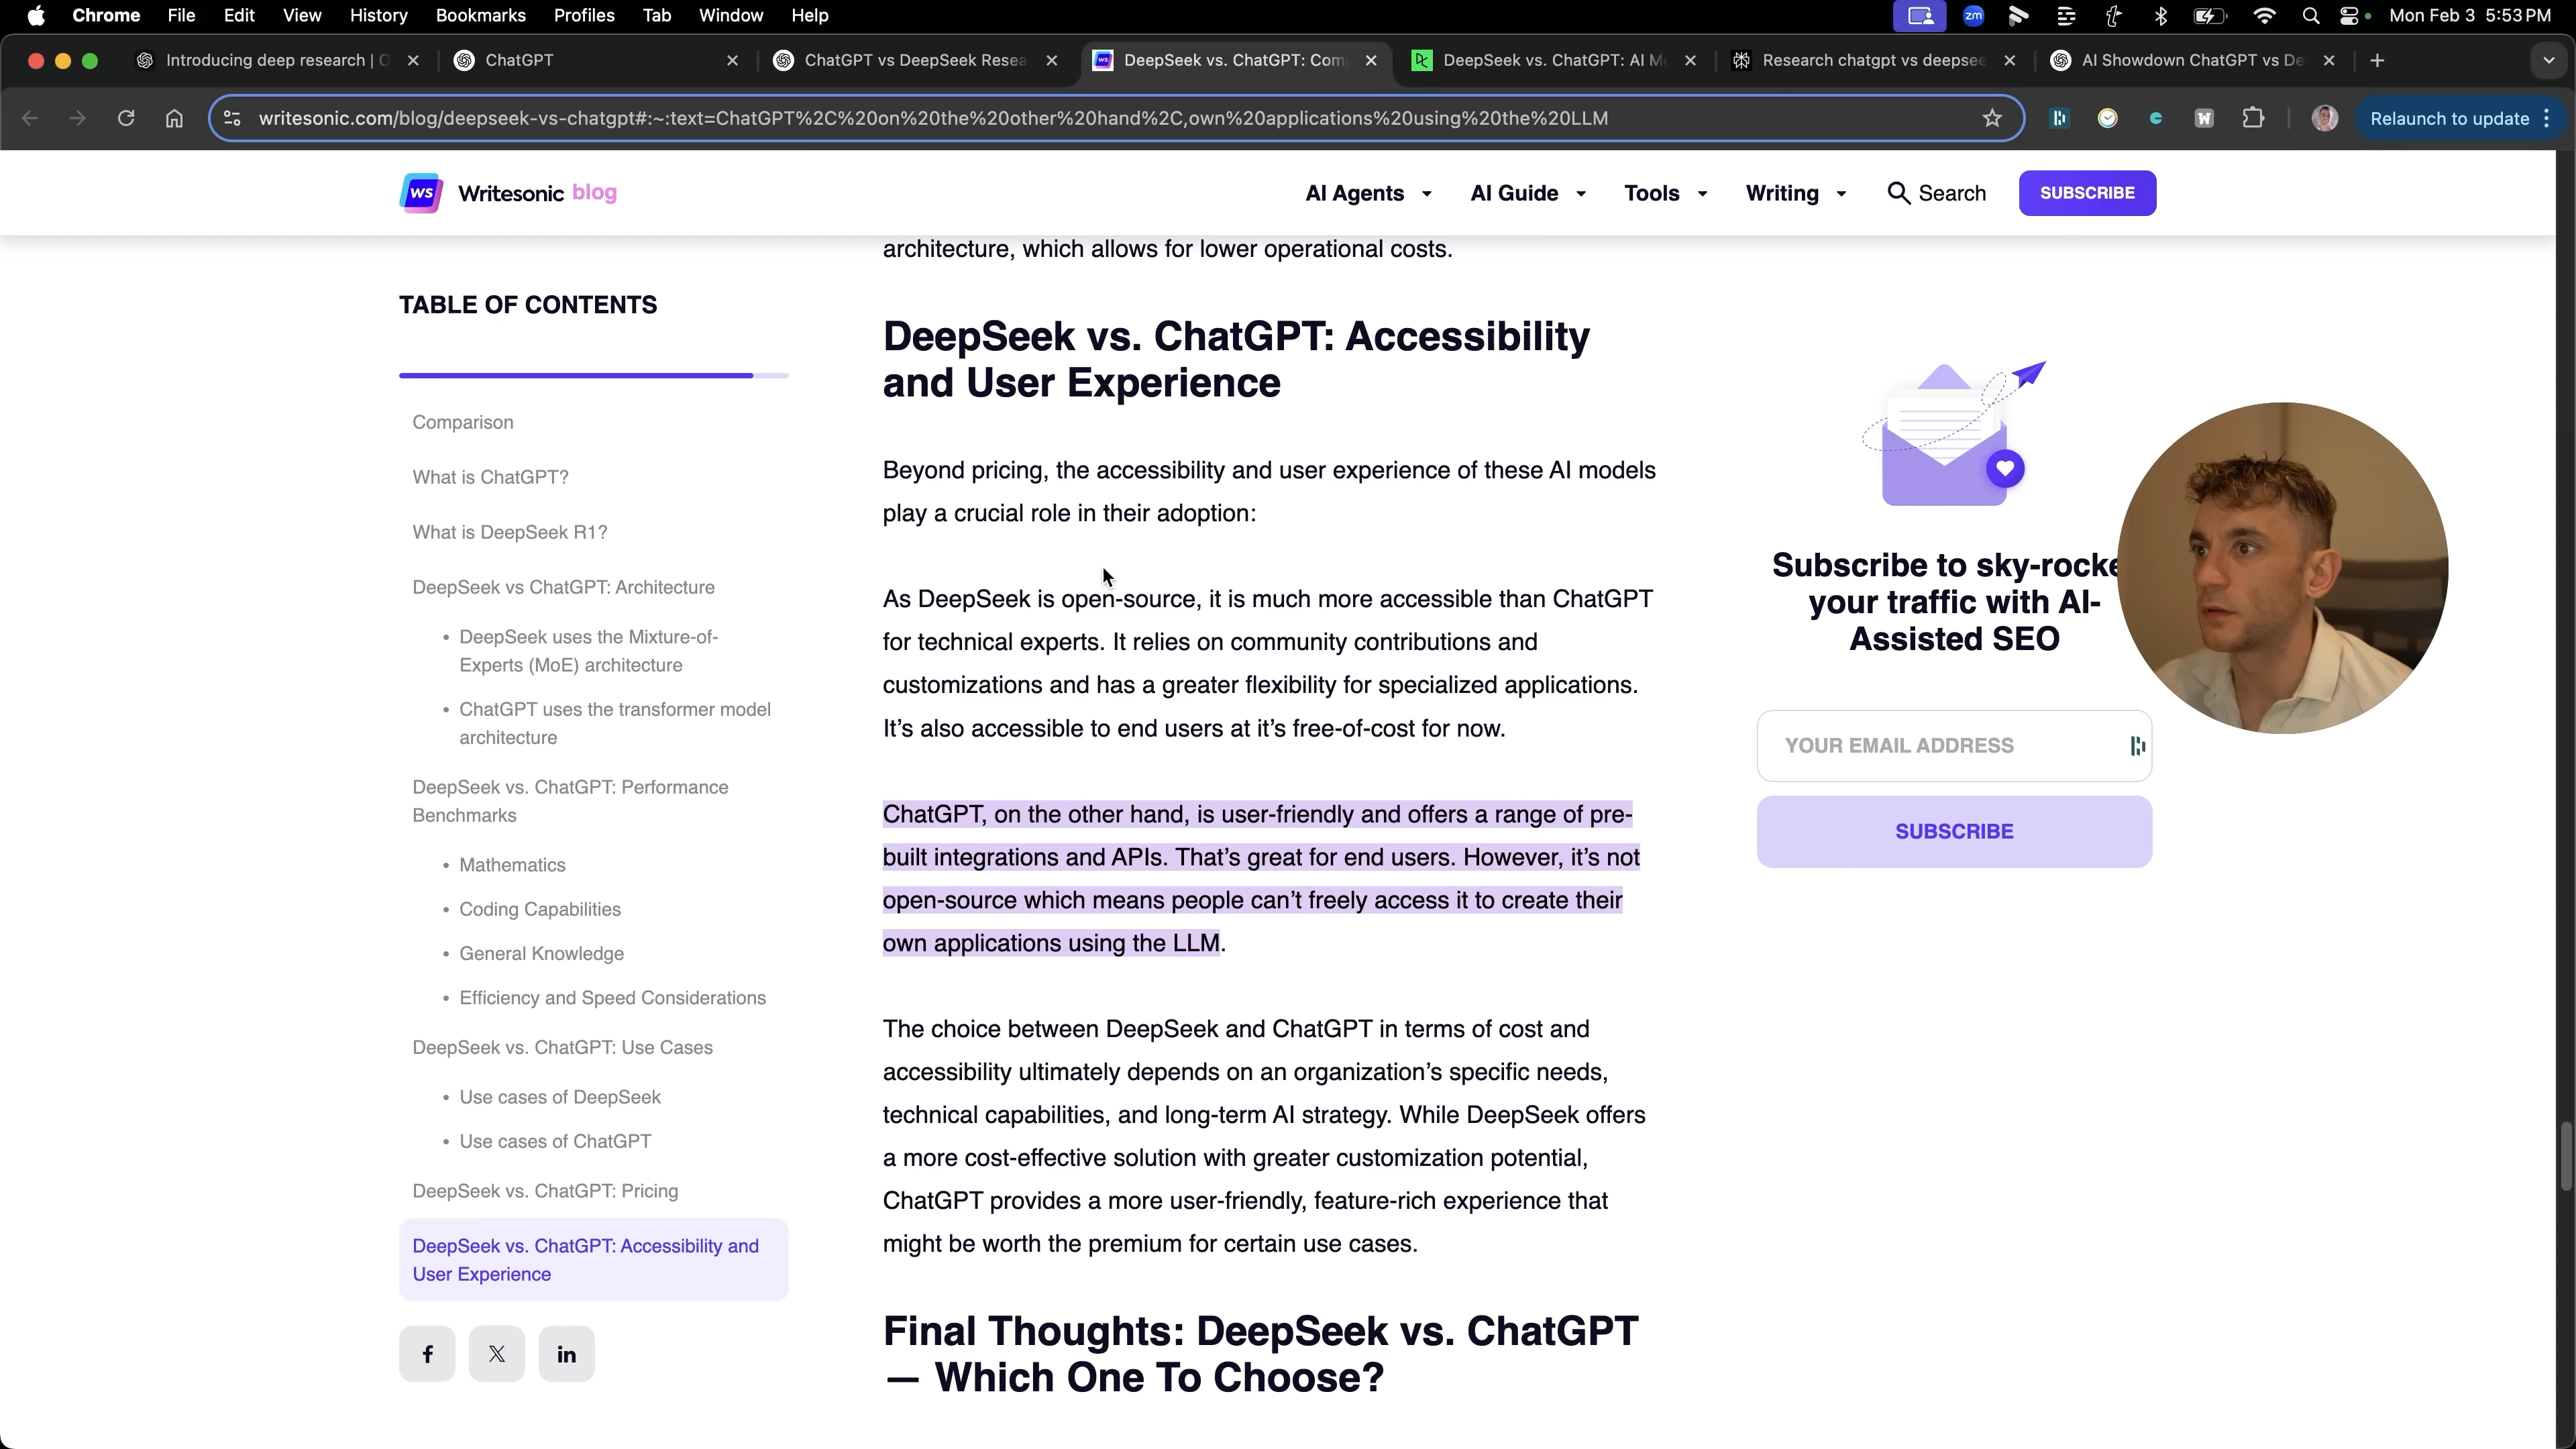 Chrome File Edit View History Bookmarks Profiles Tab Window Help
zm
Mon Feb 3 5:53 PM
Introducing deep research |
ChatGPT
ChatGPT vs DeepSeek Resea
DeepSeek vs. ChatGPT: Com
DeepSeek vs. ChatGPT: AI M
Research chatgpt vs deepsee
AI Showdown ChatGPT vs De
writesonic.com/blog/deepseek-vs-chatgpt#:~:text=ChatGPT%2C%20on%20the%20other%20hand%2C,own%20applications%20using%20the%20LLM
W
Relaunch to update
WS
Writesonic blog
AI Agents
AI Guide
Tools
Writing
Search
SUBSCRIBE
TABLE OF CONTENTS
Comparison
What is ChatGPT?
What is DeepSeek R1?
DeepSeek vs ChatGPT: Architecture
• DeepSeek uses the Mixture-of-
Experts (MoE) architecture
• ChatGPT uses the transformer model
architecture
DeepSeek vs. ChatGPT: Performance
Benchmarks
• Mathematics
• Coding Capabilities
• General Knowledge
• Efficiency and Speed Considerations
DeepSeek vs. ChatGPT: Use Cases
• Use cases of DeepSeek
• Use cases of ChatGPT
DeepSeek vs. ChatGPT: Pricing
DeepSeek vs. ChatGPT: Accessibility and
User Experience
f
X
in
architecture, which allows for lower operational costs.
DeepSeek vs. ChatGPT: Accessibility
and User Experience
Beyond pricing, the accessibility and user experience of these AI models
play a crucial role in their adoption:
As DeepSeek is open-source, it is much more accessible than ChatGPT
for technical experts. It relies on community contributions and
customizations and has a greater flexibility for specialized applications.
It’s also accessible to end users at it’s free-of-cost for now.
ChatGPT, on the other hand, is user-friendly and offers a range of pre-
built integrations and APIs. That’s great for end users. However, it’s not
open-source which means people can’t freely access it to create their
own applications using the LLM.
The choice between DeepSeek and ChatGPT in terms of cost and
accessibility ultimately depends on an organization’s specific needs,
technical capabilities, and long-term AI strategy. While DeepSeek offers
a more cost-effective solution with greater customization potential,
ChatGPT provides a more user-friendly, feature-rich experience that
might be worth the premium for certain use cases.
Final Thoughts: DeepSeek vs. ChatGPT
— Which One To Choose?
Subscribe to sky-rocke
your traffic with AI-
Assisted SEO
YOUR EMAIL ADDRESS
SUBSCRIBE